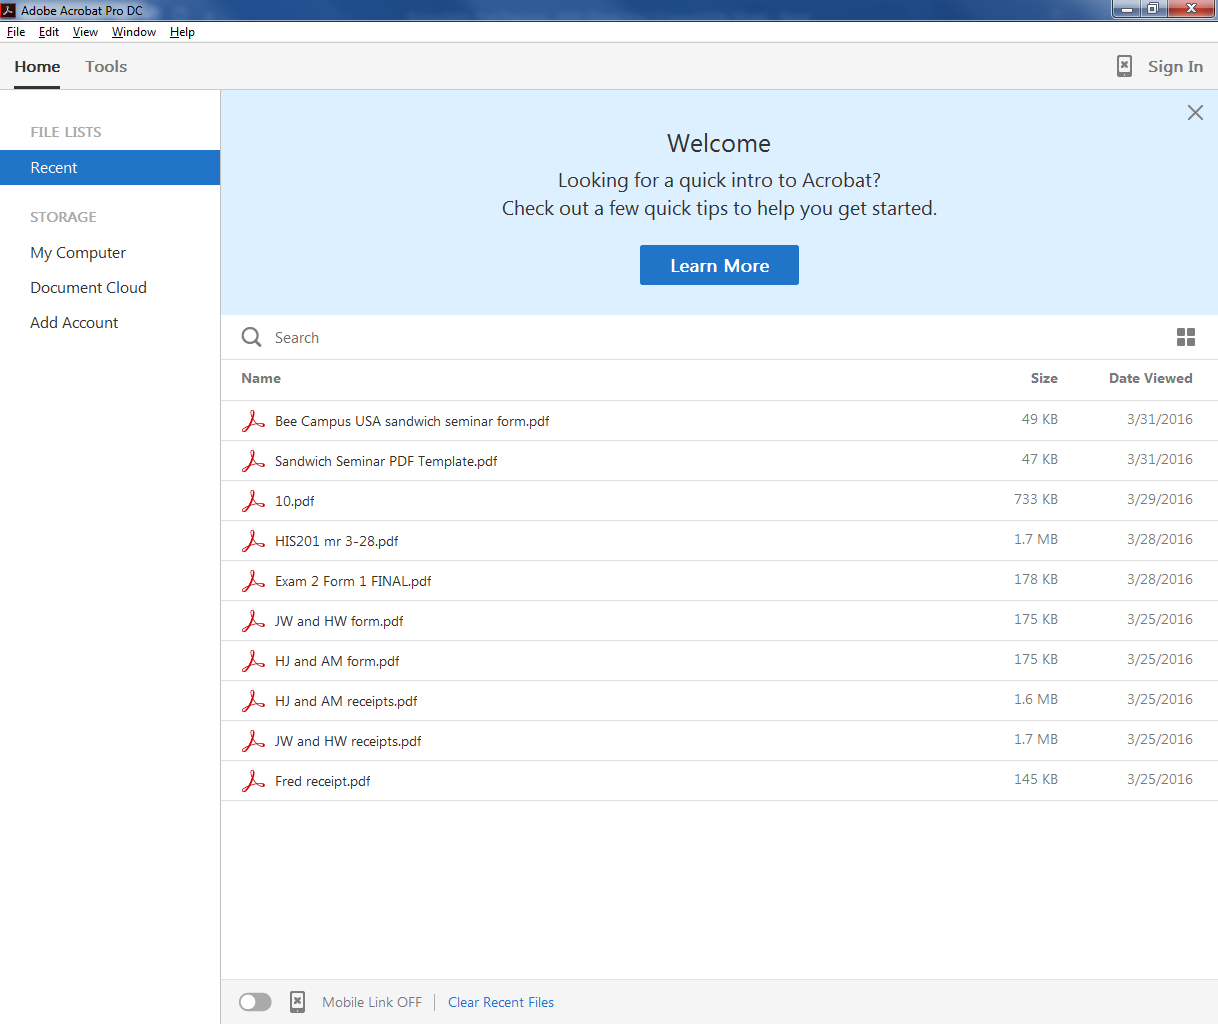 Adobe Acrobat Pro DC
File Edit View Window Help
Home Tools Sign In
FILE LISTS
Recent
STORAGE
My Computer
Document Cloud
Add Account
Welcome
Looking for a quick intro to Acrobat?
Check out a few quick tips to help you get started.
Learn More
Search
Name Size Date Viewed
Bee Campus USA sandwich seminar form.pdf 49 KB 3/31/2016
Sandwich Seminar PDF Template.pdf 47 KB 3/31/2016
10.pdf 733 KB 3/29/2016
HIS201 mr 3-28.pdf 1.7 MB 3/28/2016
Exam 2 Form 1 FINAL.pdf 178 KB 3/28/2016
JW and HW form.pdf 175 KB 3/25/2016
HJ and AM form.pdf 175 KB 3/25/2016
HJ and AM receipts.pdf 1.6 MB 3/25/2016
JW and HW receipts.pdf 1.7 MB 3/25/2016
Fred receipt.pdf 145 KB 3/25/2016
Mobile Link OFF Clear Recent Files